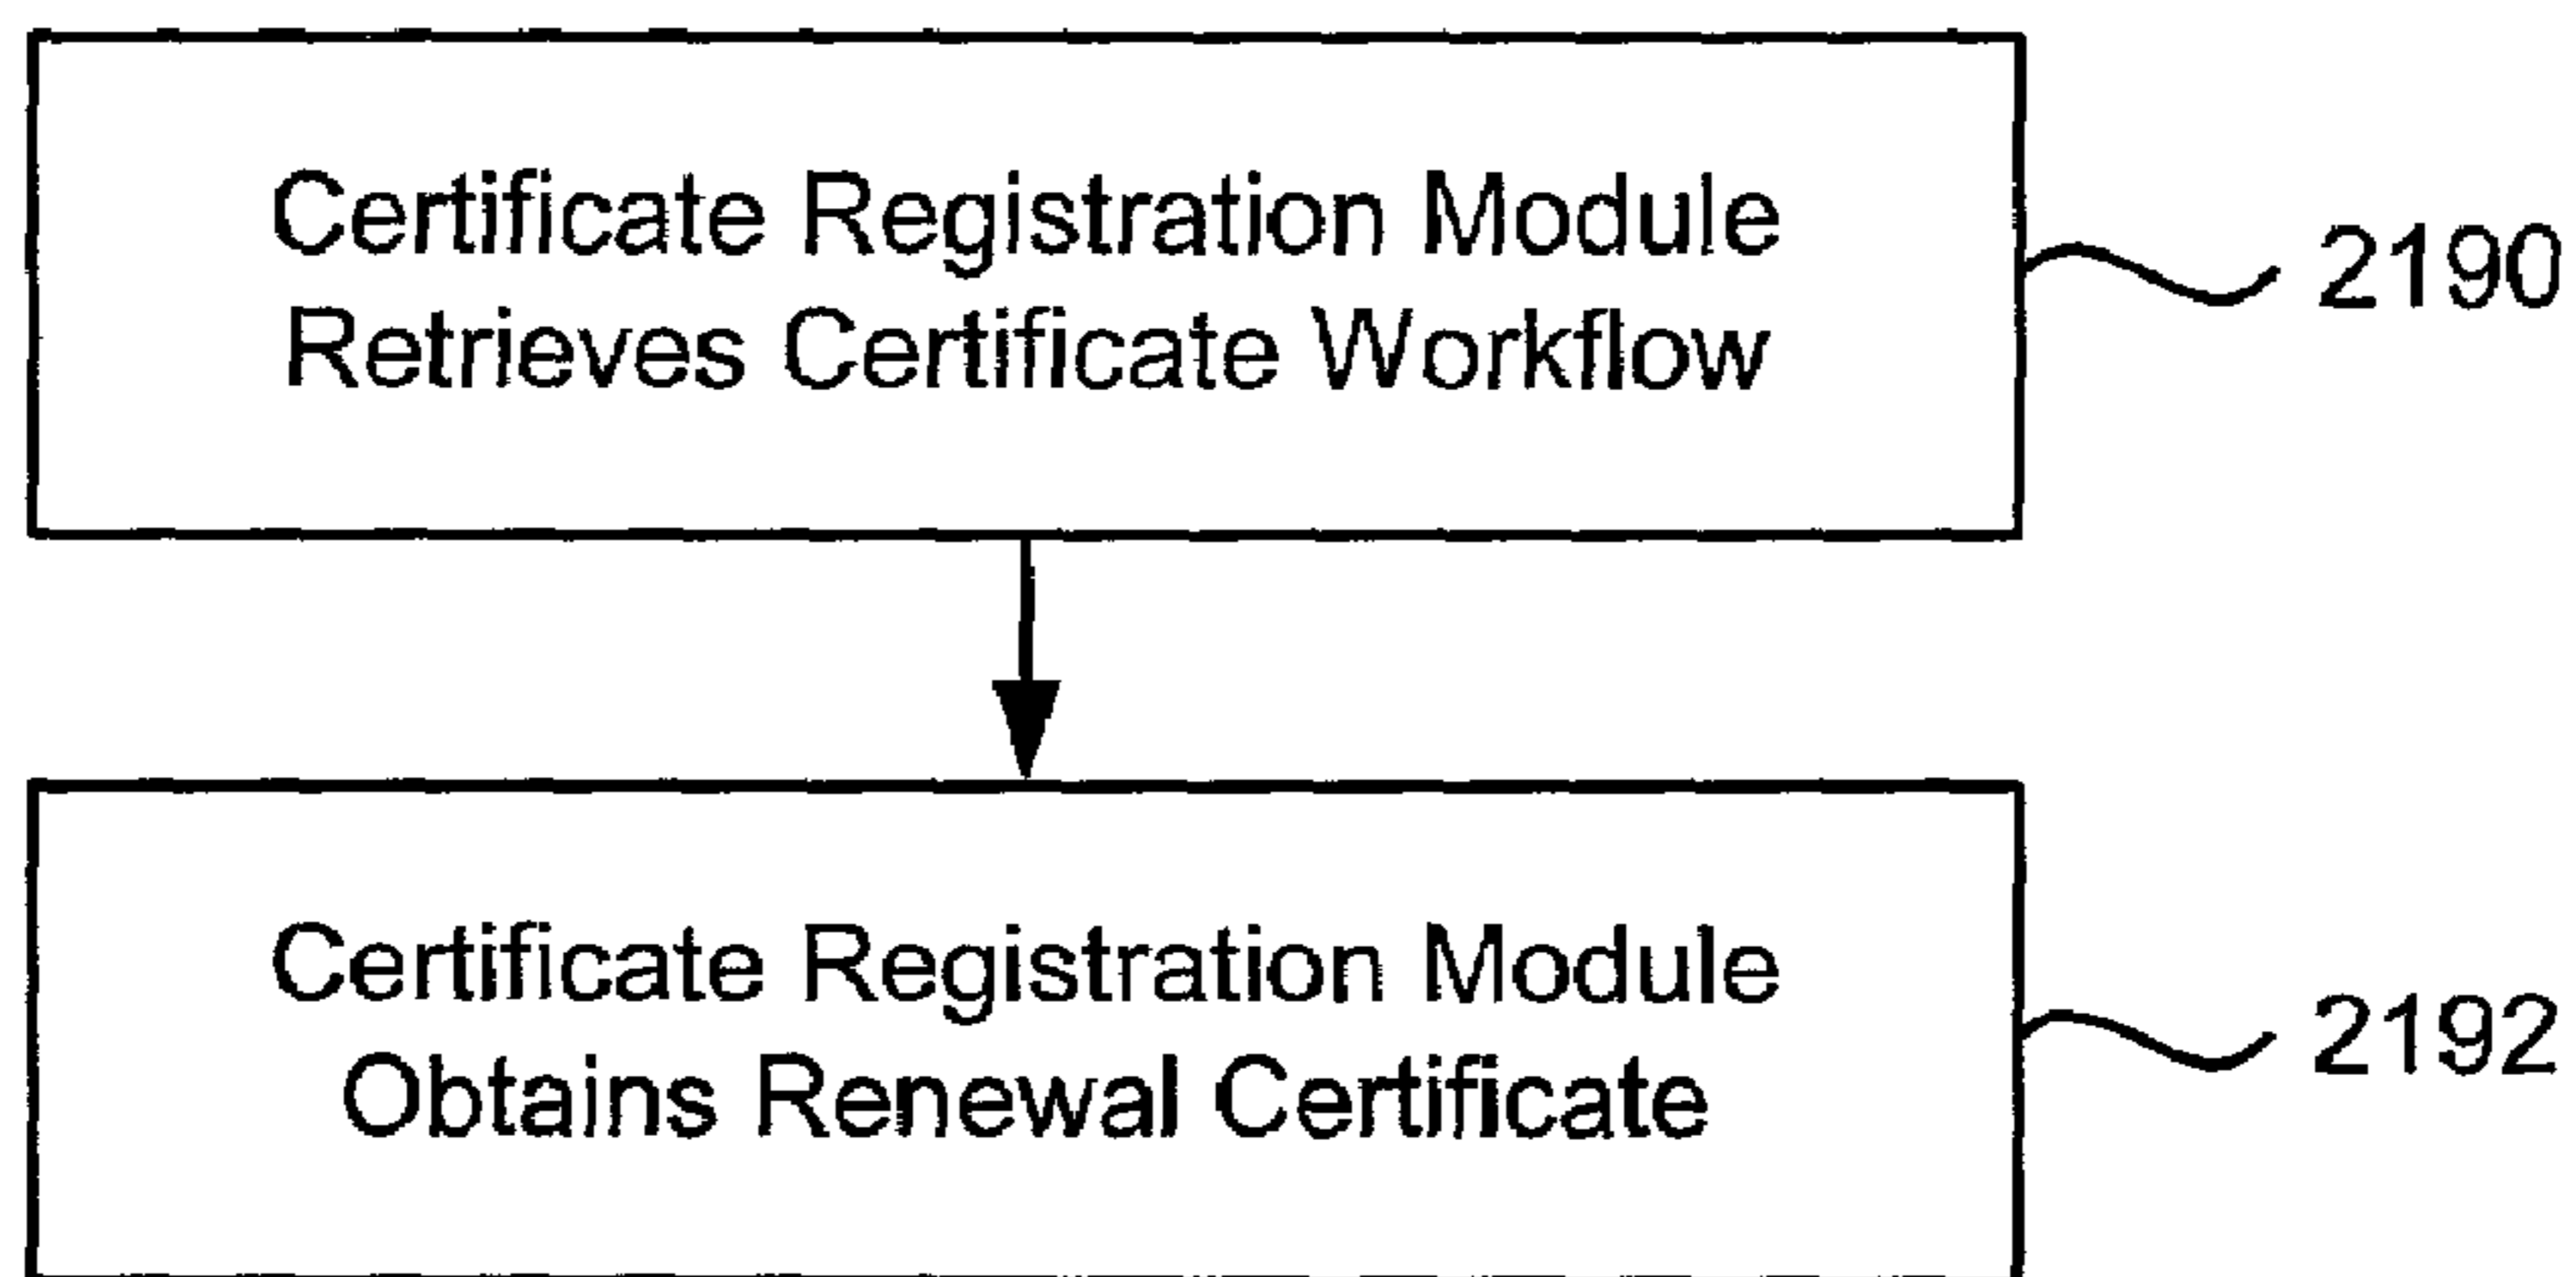 Certificate Registration Module
Retrieves Certificate Workflow
2190
Certificate Registration Module
Obtains Renewal Certificate
2192